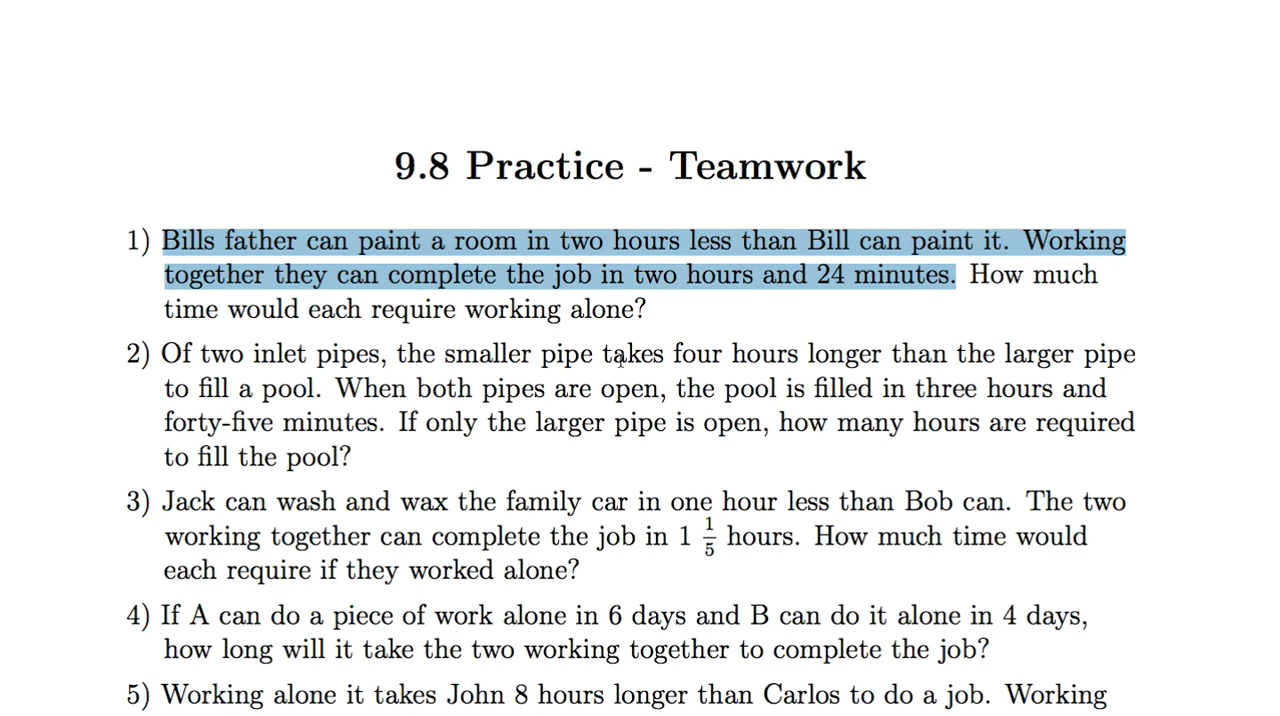 9.8 Practice - Teamwork
1) Bills father can paint a room in two hours less than Bill can paint it. Working
together they can complete the job in two hours and 24 minutes. How much
time would each require working alone?
2) Of two inlet pipes, the smaller pipe takes four hours longer than the larger pipe
to fill a pool. When both pipes are open, the pool is filled in three hours and
forty-five minutes. If only the larger pipe is open, how many hours are required
to fill the pool?
3) Jack can wash and wax the family car in one hour less than Bob can. The two
working together can complete the job in 1 1/5 hours. How much time would
each require if they worked alone?
4) If A can do a piece of work alone in 6 days and B can do it alone in 4 days,
how long will it take the two working together to complete the job?
5) Working alone it takes John 8 hours longer than Carlos to do a job. Working